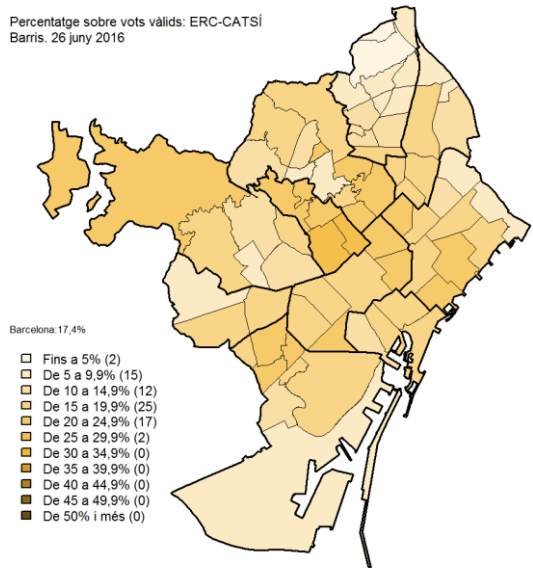 Percentatge sobre vots vàlids: ERC-CATSÍ
Barris. 26 juny 2016
Barcelona:17,4%
Fins a 5% (2)
De 5 a 9,9% (15)
De 10 a 14,9% (12)
De 15 a 19,9% (25)
De 20 a 24,9% (17)
De 25 a 29,9% (2)
De 30 a 34,9% (0)
De 35 a 39,9% (0)
De 40 a 44,9% (0)
De 45 a 49,9% (0)
De 50% i més (0)